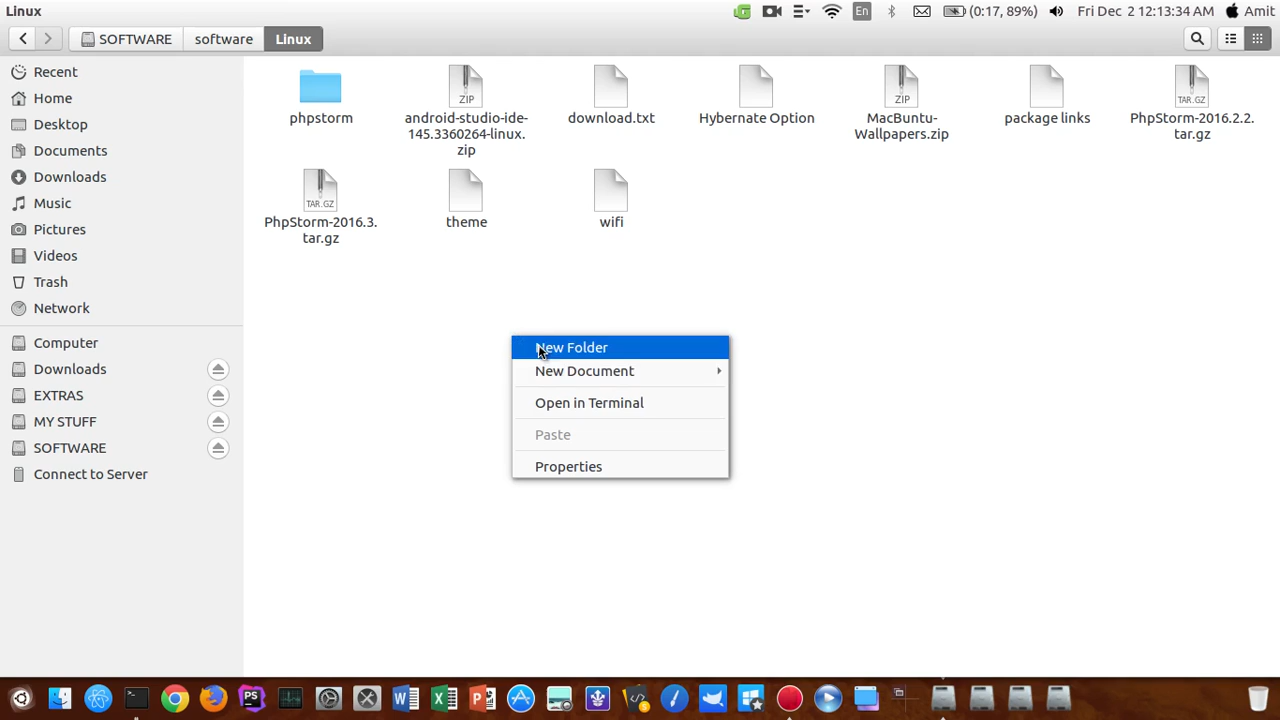 Linux
En
(0:17, 89%)
Fri Dec 2 12:13:34 AM
Amit
SOFTWARE
software
Linux
Recent
Home
Desktop
Documents
Downloads
Music
Pictures
Videos
Trash
Network
Computer
Downloads
EXTRAS
MY STUFF
SOFTWARE
Connect to Server
phpstorm
ZIP
android-studio-ide-
145.3360264-linux.
zip
download.txt
Hybernate Option
ZIP
MacBuntu-
Wallpapers.zip
package links
TAR.GZ
PhpStorm-2016.2.2.
tar.gz
TAR.GZ
PhpStorm-2016.3.
tar.gz
theme
wifi
New Folder
New Document
Open in Terminal
Paste
Properties
PS